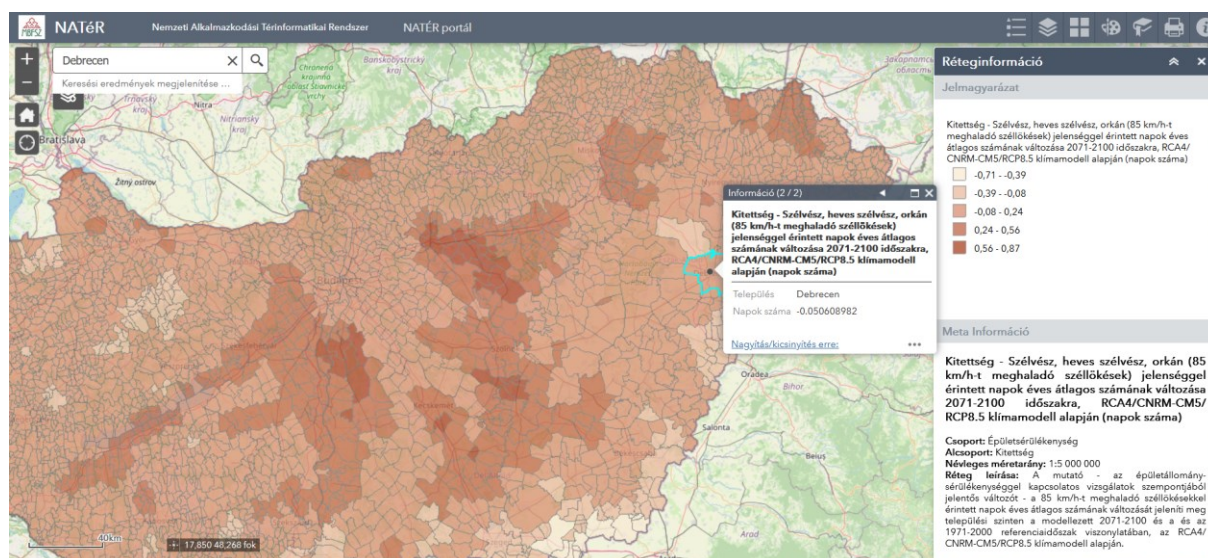 NATéR
Nemzeti Alkalmazkodási Térinformatikai Rendszer
NATéR portál
Debrecen
Keresési eredmények megjelenítése ...
Banskobystrický kraj
Chránená krajinná oblasť Štiavnické vrchy
Nitra
Nitriansky kraj
Bratislava
Žitný ostrov
Oradea
Bihor
Salonta
Beiuș
Arad
40km
17,850 48,268 fok
Információ (2 / 2)
Kitettség - Szélvész, heves szélvész, orkán
(85 km/h-t meghaladó széllökések)
jelenséggel érintett napok éves átlagos
számának változása 2071-2100 időszakra,
RCA4/CNRM-CM5/RCP8.5 klímamodell
alapján (napok száma)
Település Debrecen
Napok száma -0.050608982
Nagyítás/kicsinyítés erre:
Réteginformáció
Jelmagyarázat
Kitettség - Szélvész, heves szélvész, orkán (85 km/h-t
meghaladó széllökések) jelenséggel érintett napok éves
átlagos számának változása 2071-2100 időszakra, RCA4/
CNRM-CM5/RCP8.5 klímamodell alapján (napok száma)
-0,71 - -0,39
-0,39 - -0,08
-0,08 - 0,24
0,24 - 0,56
0,56 - 0,87
Meta Információ
Kitettség - Szélvész, heves szélvész, orkán (85
km/h-t meghaladó széllökések) jelenséggel
érintett napok éves átlagos számának változása
2071-2100 időszakra, RCA4/CNRM-CM5/
RCP8.5 klímamodell alapján (napok száma)
Csoport: Épületsérülékenység
Alcsoport: Kitettség
Névleges méretarány: 1:5 000 000
Réteg leírása: A mutató - az épületállomány-
sérülékenységgel kapcsolatos vizsgálatok szempontjából
jelentős változót - a 85 km/h-t meghaladó széllökésekkel
érintett napok éves átlagos számának változását jeleníti meg
települési szinten a modellezett 2071-2100 és a és az
1971-2000 referenciaidőszak viszonylatában, az RCA4/
CNRM-CM5/RCP8.5 klímamodell alapján.